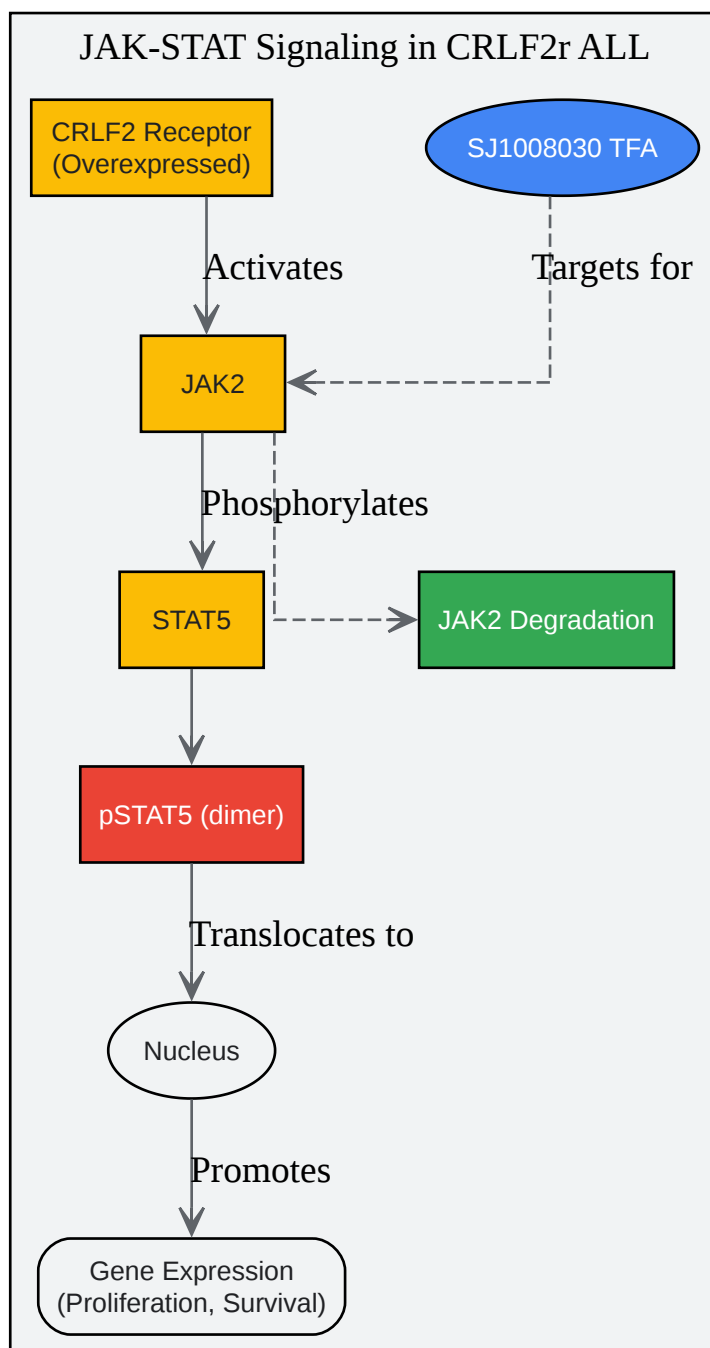 JAK-STAT Signaling in CRLF2r ALL
CRLF2 Receptor
(Overexpressed)
SJ1008030 TFA
Activates
Targets for
JAK2
Phosphorylates
STAT5
JAK2 Degradation
pSTAT5 (dimer)
Translocates to
Nucleus
Promotes
Gene Expression
(Proliferation, Survival)